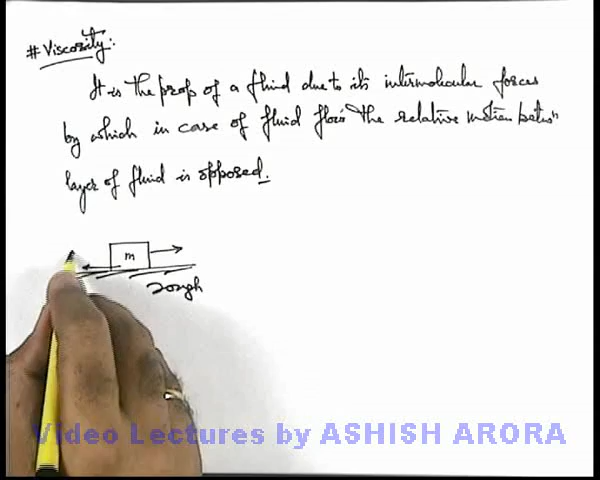 # Viscosity:
It is the prop of a fluid due to its intermolecular forces
by which in case of fluid flow the relative motion betwn
layer of fluid is opposed.
m
rough
Video Lectures by ASHISH ARORA